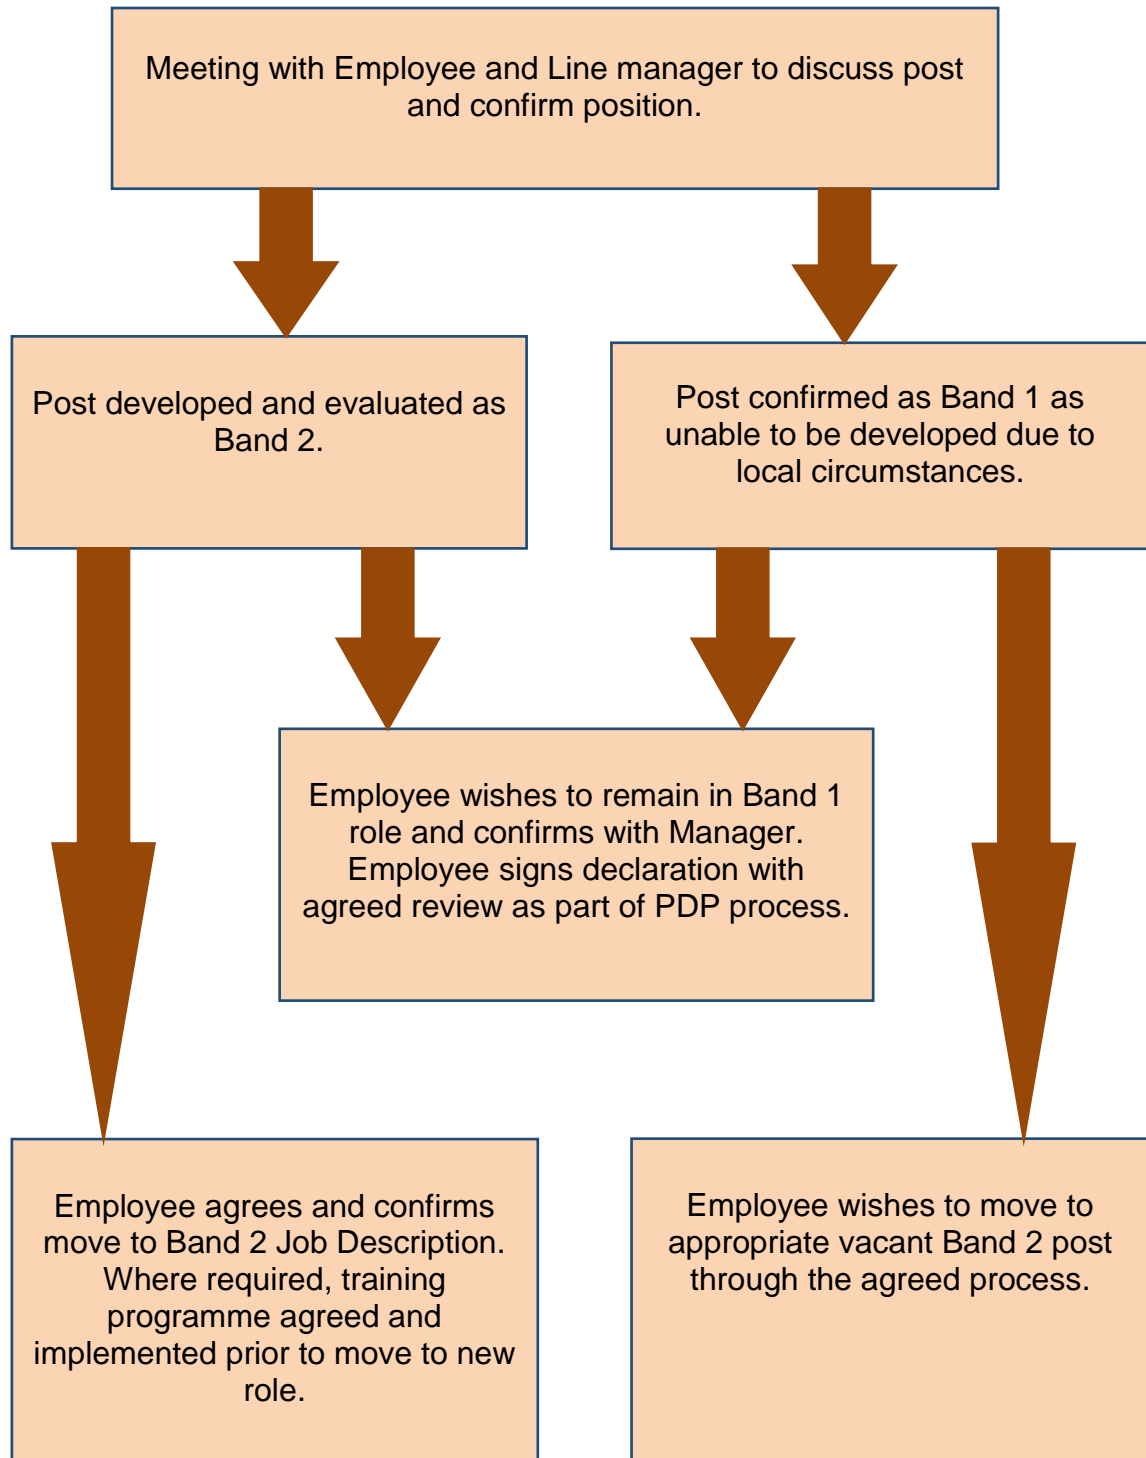 Meeting with Employee and Line manager to discuss post
and confirm position.
Post developed and evaluated as
Band 2.
Post confirmed as Band 1 as
unable to be developed due to
local circumstances.
Employee wishes to remain in Band 1
role and confirms with Manager.
Employee signs declaration with
agreed review as part of PDP process.
Employee agrees and confirms
move to Band 2 Job Description.
Where required, training
programme agreed and
implemented prior to move to new
role.
Employee wishes to move to
appropriate vacant Band 2 post
through the agreed process.